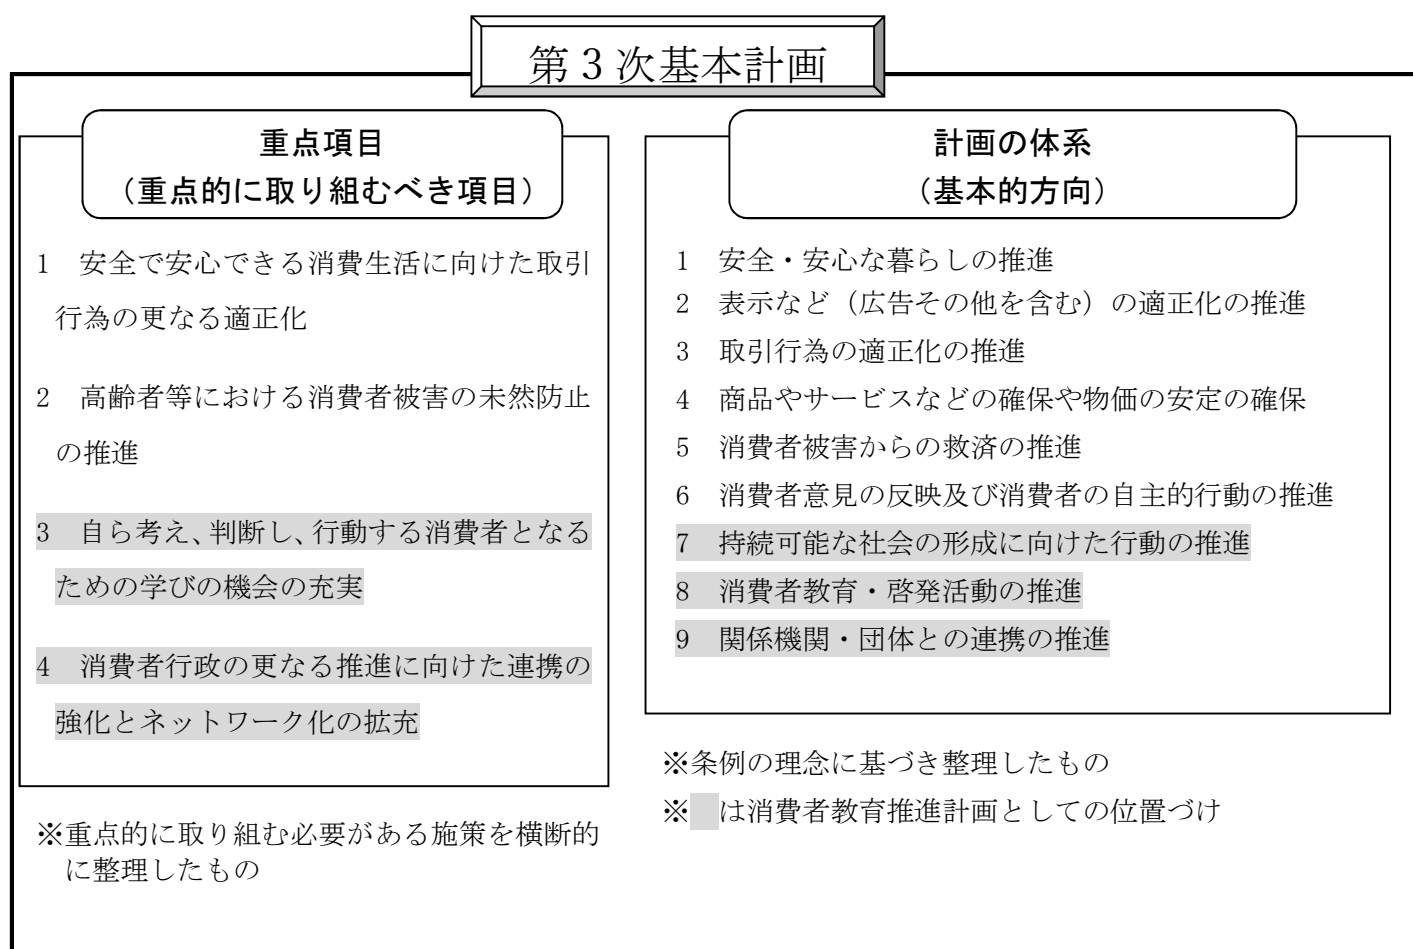 第３次基本計画
重点項目
（重点的に取り組むべき項目）
1　安全で安心できる消費生活に向けた取引
行為の更なる適正化
2　高齢者等における消費者被害の未然防止
の推進
3　自ら考え、判断し、行動する消費者となる
ための学びの機会の充実
4　消費者行政の更なる推進に向けた連携の
強化とネットワーク化の拡充
※重点的に取り組む必要がある施策を横断的
に整理したもの
計画の体系
（基本的方向）
1　安全・安心な暮らしの推進
2　表示など（広告その他を含む）の適正化の推進
3　取引行為の適正化の推進
4　商品やサービスなどの確保や物価の安定の確保
5　消費者被害からの救済の推進
6　消費者意見の反映及び消費者の自主的行動の推進
7　持続可能な社会の形成に向けた行動の推進
8　消費者教育・啓発活動の推進
9　関係機関・団体との連携の推進
※条例の理念に基づき整理したもの
※　は消費者教育推進計画としての位置づけ